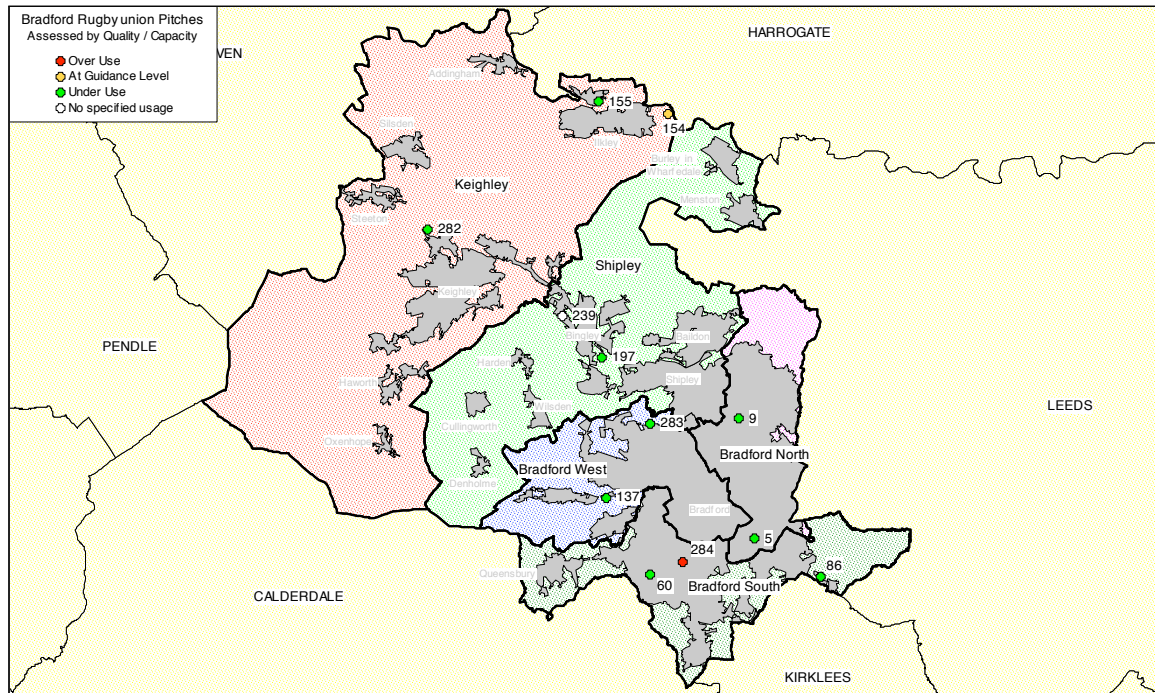 Bradford Rugby union Pitches
Assessed by Quality / Capacity
Over Use
At Guidance Level
Under Use
No specified usage
VEN
HARROGATE
Addingham
155
154
Silsden
Ilkley
Burley in
Wharfedale
Keighley
Menston
Steeton
282
Shipley
Keighley
239
Bingley
Baildon
PENDLE
197
Harden
Shipley
Haworth
Wilsden
LEEDS
9
283
Cullingworth
Oxenhope
Bradford North
Bradford West
Denholme
137
Bradford
5
284
86
Queensbury
60
Bradford South
CALDERDALE
KIRKLEES